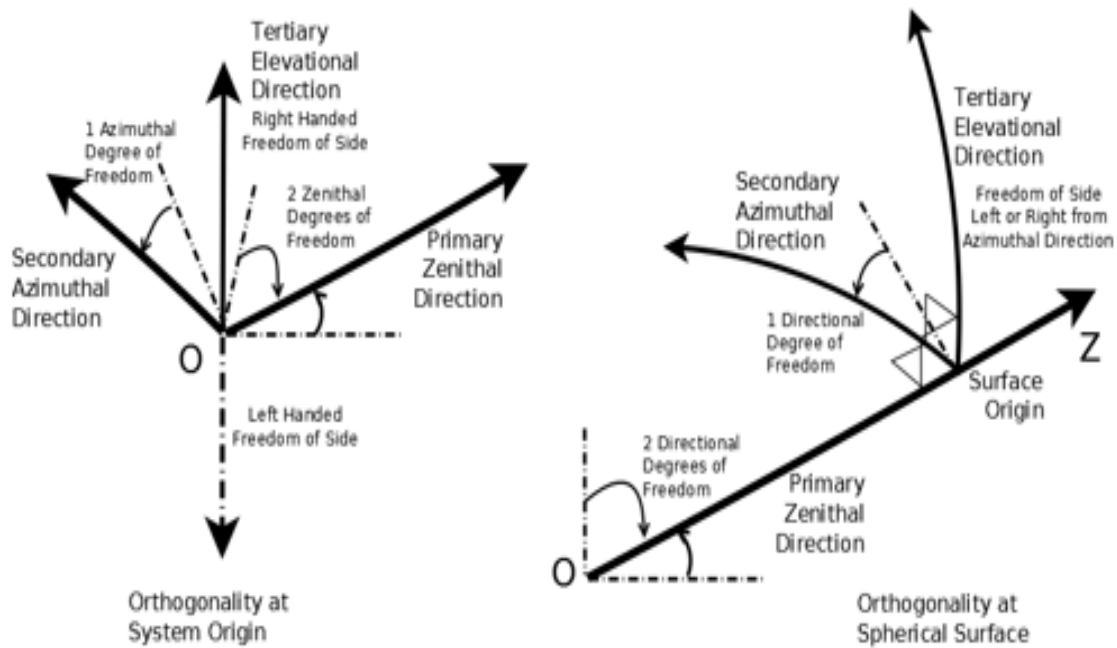 Tertiary
Elevational
Direction
Right Handed
Freedom of Side
1 Azimuthal
Degree of
Freedom
2 Zenithal
Degrees of
Freedom
Primary
Zenithal
Direction
Secondary
Azimuthal
Direction
O
Left Handed
Freedom of Side
Orthogonality at
System Origin
Tertiary
Elevational
Direction
Freedom of Side
Left or Right from
Azimuthal Direction
Secondary
Azimuthal
Direction
1 Directional
Degree of
Freedom
Z
Surface
Origin
2 Directional
Degrees of
Freedom
Primary
Zenithal
Direction
O
Orthogonality at
Spherical Surface